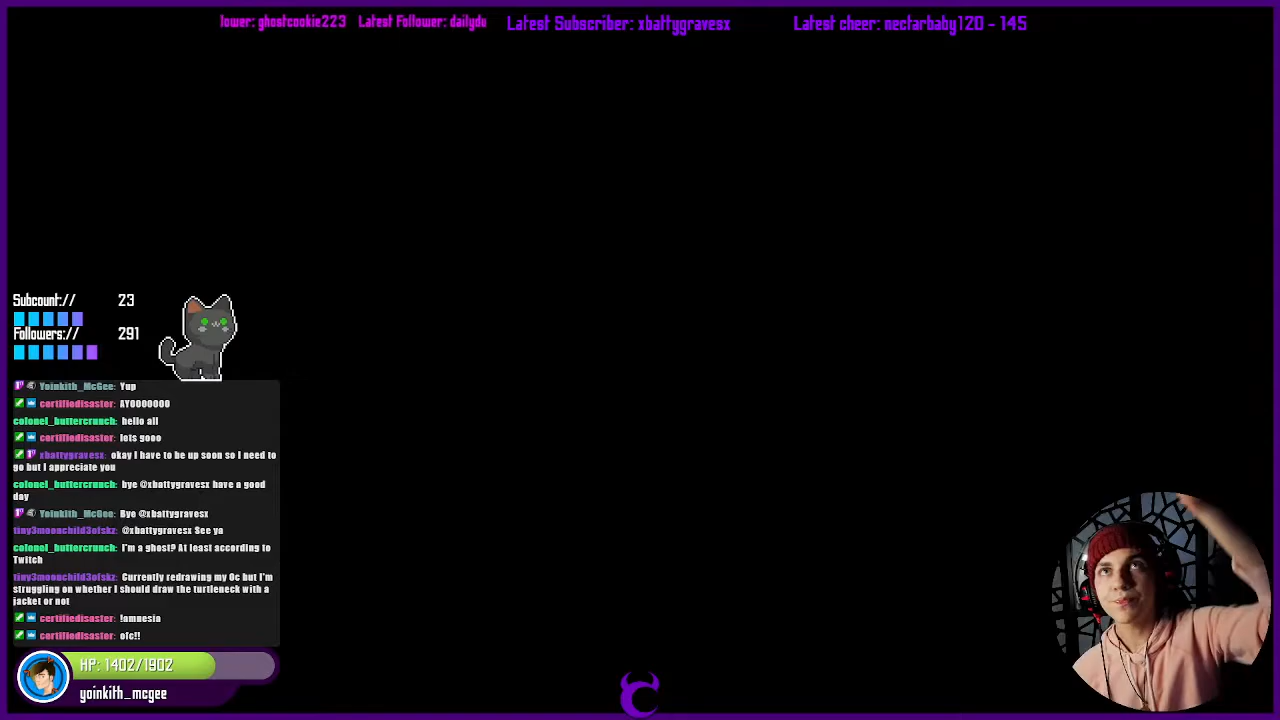 lower: ghostcookie223 Latest Follower: dailydu
Latest Subscriber: xbattygravesx
Latest cheer: nectarbaby120 - 145
Subcount:// 23
Followers:// 291
Yoinkith_McGee: Yup
certifiedisaster: AYOOOOOOO
colonel_buttercrunch: hello all
certifiedisaster: lets gooo
xbattygravesx: okay I have to be up soon so I need to
go but I appreciate you
colonel_buttercrunch: bye @xbattygravesx have a good
day
Yoinkith_McGee: Bye @xbattygravesx
tiny3moonchild3ofskz: @xbattygravesx See ya
colonel_buttercrunch: I'm a ghost? At least according to
Twitch
tiny3moonchild3ofskz: Currently redrawing my Oc but I'm
struggling on whether I should draw the turtleneck with a
jacket or not
certifiedisaster: !amnesia
certifiedisaster: ofc!!
HP: 1402/1902
yoinkith_mcgee